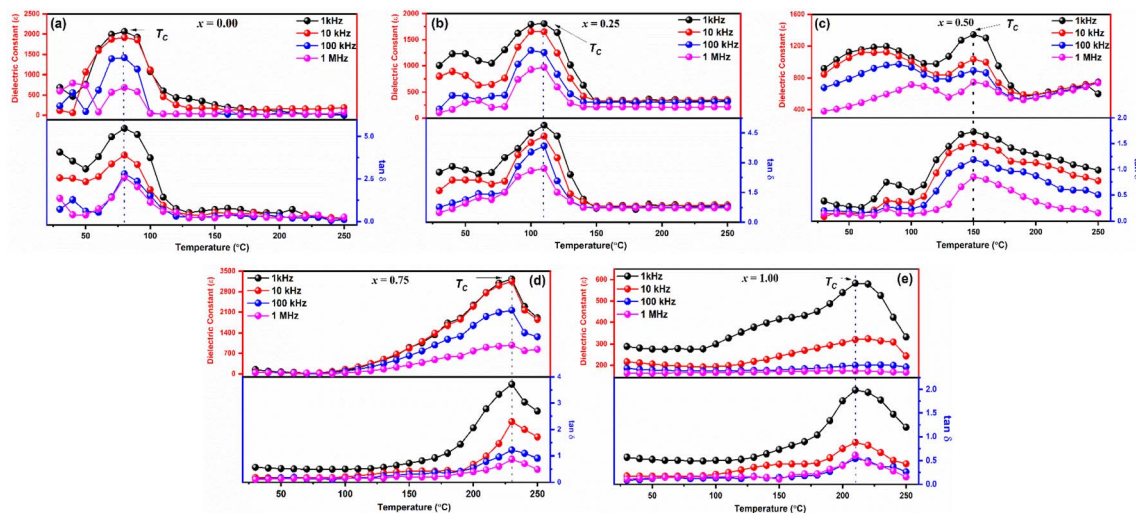 (a)
x = 0.00
1kHz
10 kHz
100 kHz
1 MHz
T_C
Dielectric Constant (ε)
2500
2000
1500
1000
500
0
5.0
2.5
0.0
tan δ
50 100 150 200 250
Temperature (°C)
(b)
x = 0.25
1kHz
10 kHz
100 kHz
1 MHz
T_C
Dielectric Constant (ε)
2000
1750
1500
1250
1000
750
500
250
0
4.5
3.0
1.5
0.0
tan δ
50 100 150 200 250
Temperature(°C)
(c)
x = 0.50
1kHz
10 kHz
100 kHz
1 MHz
T_C
Dielectric Constant (ε)
1600
1200
800
400
2.0
1.5
1.0
0.5
0.0
tan δ
50 100 150 200 250
Temperature (°C)
(d)
x = 0.75
1kHz
10 kHz
100 kHz
1 MHz
T_C
Dielectric Constant (ε)
3500
2800
2100
1400
700
0
4
3
2
1
0
tan δ
50 100 150 200 250
Temperature (°C)
(e)
x = 1.00
1kHz
10 kHz
100 kHz
1 MHz
T_C
Dielectric Constant (ε)
600
500
400
300
200
2.0
1.5
1.0
0.5
0.0
tan δ
50 100 150 200 250
Temperature (°C)